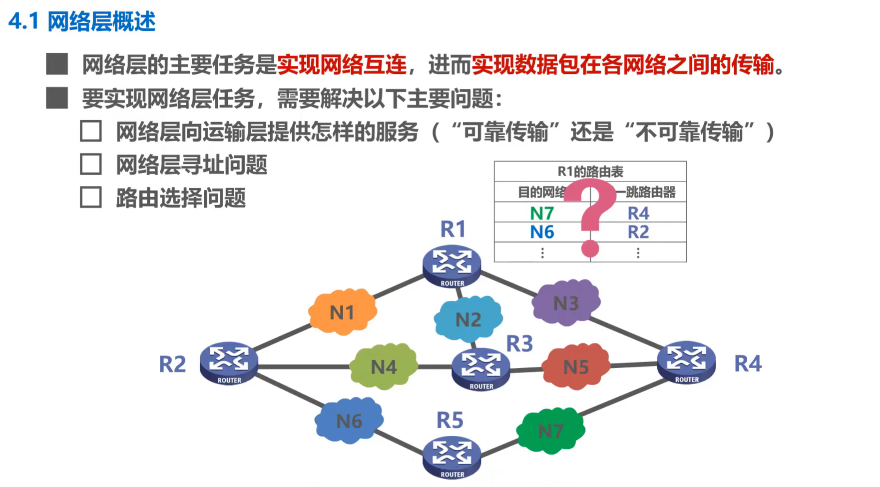 4.1 网络层概述
网络层的主要任务是实现网络互连，进而实现数据包在各网络之间的传输。
要实现网络层任务，需要解决以下主要问题：
网络层向运输层提供怎样的服务（“可靠传输”还是“不可靠传输”）
网络层寻址问题
路由选择问题
R1的路由表
目的网络 一跳路由器
N7 R4
N6 R2
⋮ ⋮
?
R1
ROUTER
N1
N2
N3
R2
ROUTER
N4
R3
ROUTER
N5
R4
ROUTER
N6
R5
ROUTER
N7